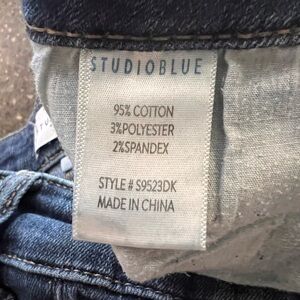 STUDIOBLUE
95% COTTON
3%POLYESTER
2%SPANDEX
STYLE # S9523DK
MADE IN CHINA